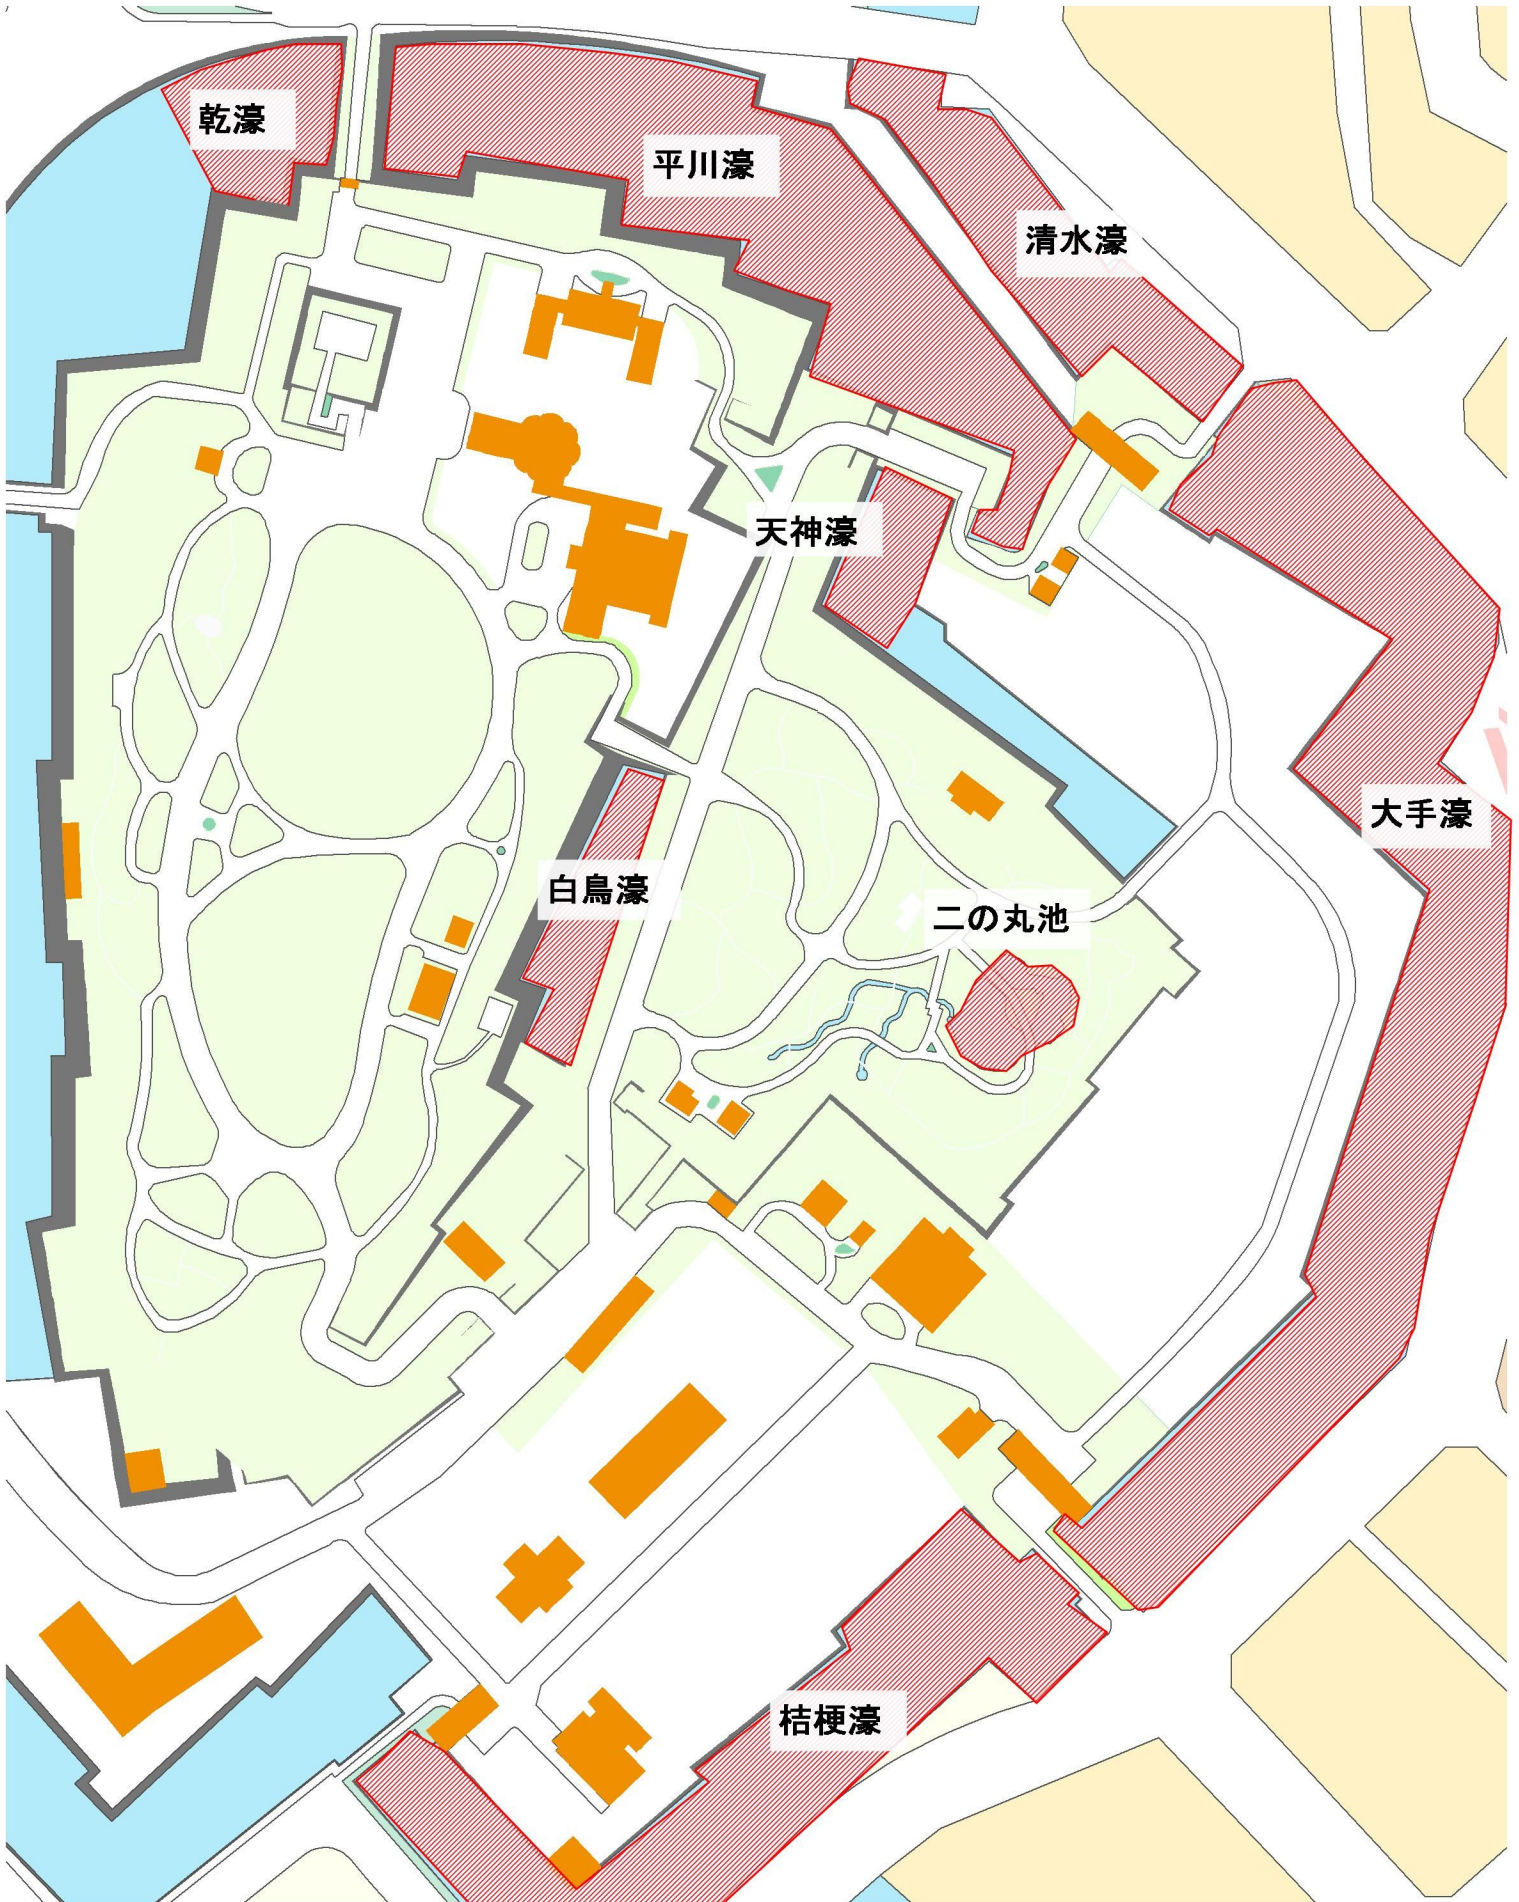 乾濠
平川濠
清水濠
天神濠
大手濠
白鳥濠
二の丸池
桔梗濠